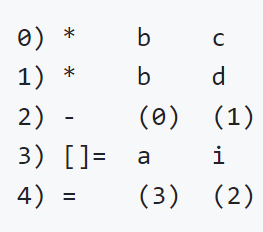 0) * b c
1) * b d
2) - (0) (1)
3) []= a i
4) = (3) (2)